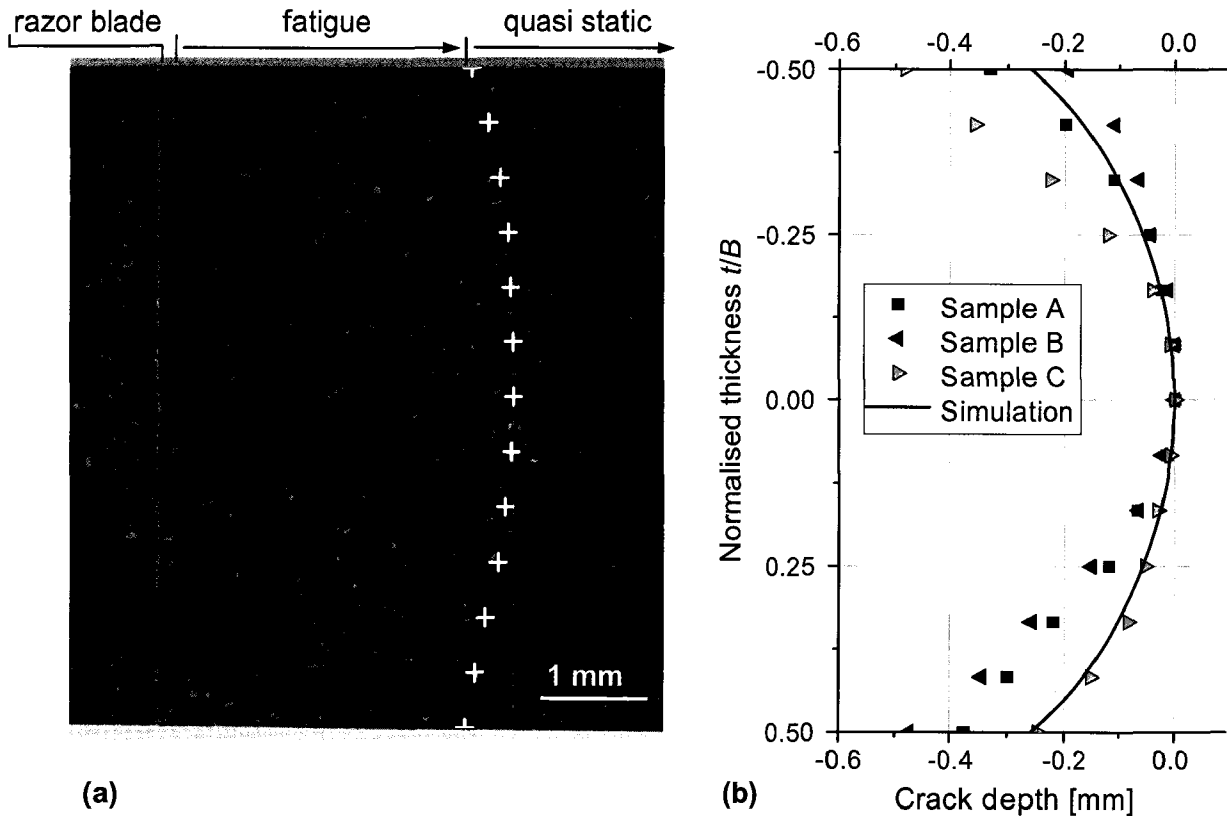 razor blade fatigue quasi static
1 mm
(a)
-0.6 -0.4 -0.2 0.0
-0.50
-0.25
0.00
0.25
0.50
Normalised thickness t/B
Sample A
Sample B
Sample C
Simulation
-0.6 -0.4 -0.2 0.0
Crack depth [mm]
(b)